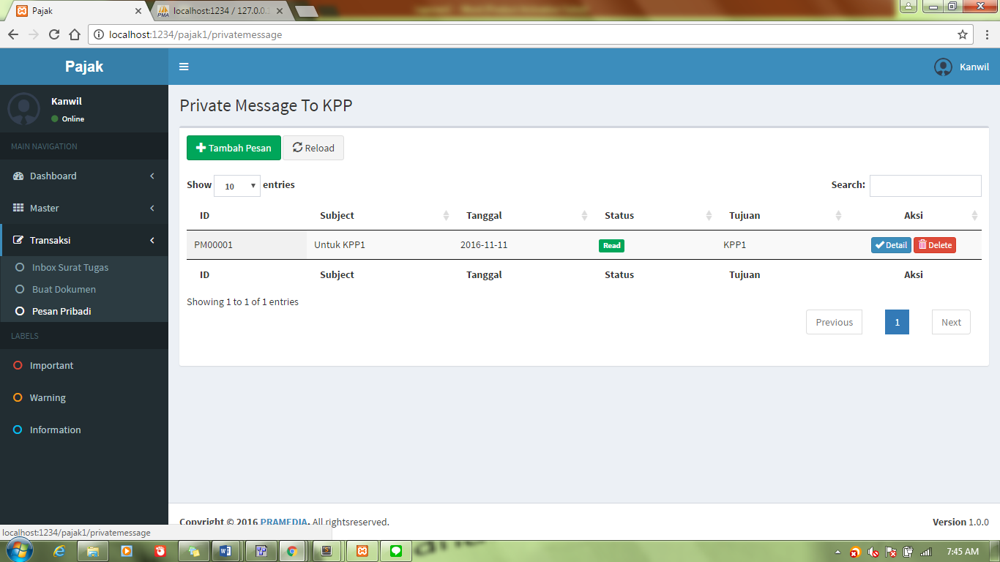 Pajak
localhost:1234 / 127.0.0.1
localhost:1234/pajak1/privatemessage
Pajak
Kanwil
Kanwil
Online
MAIN NAVIGATION
Dashboard
Master
Transaksi
Inbox Surat Tugas
Buat Dokumen
Pesan Pribadi
LABELS
Important
Warning
Information
Private Message To KPP
Tambah Pesan Reload
Show 10 entries Search:
ID Subject Tanggal Status Tujuan Aksi
PM00001 Untuk KPP1 2016-11-11 Read KPP1 Detail Delete
ID Subject Tanggal Status Tujuan Aksi
Showing 1 to 1 of 1 entries
Previous 1 Next
Copyright © 2016 PRAMEDIA. All rightsreserved. Version 1.0.0
localhost:1234/pajak1/privatemessage
7:45 AM